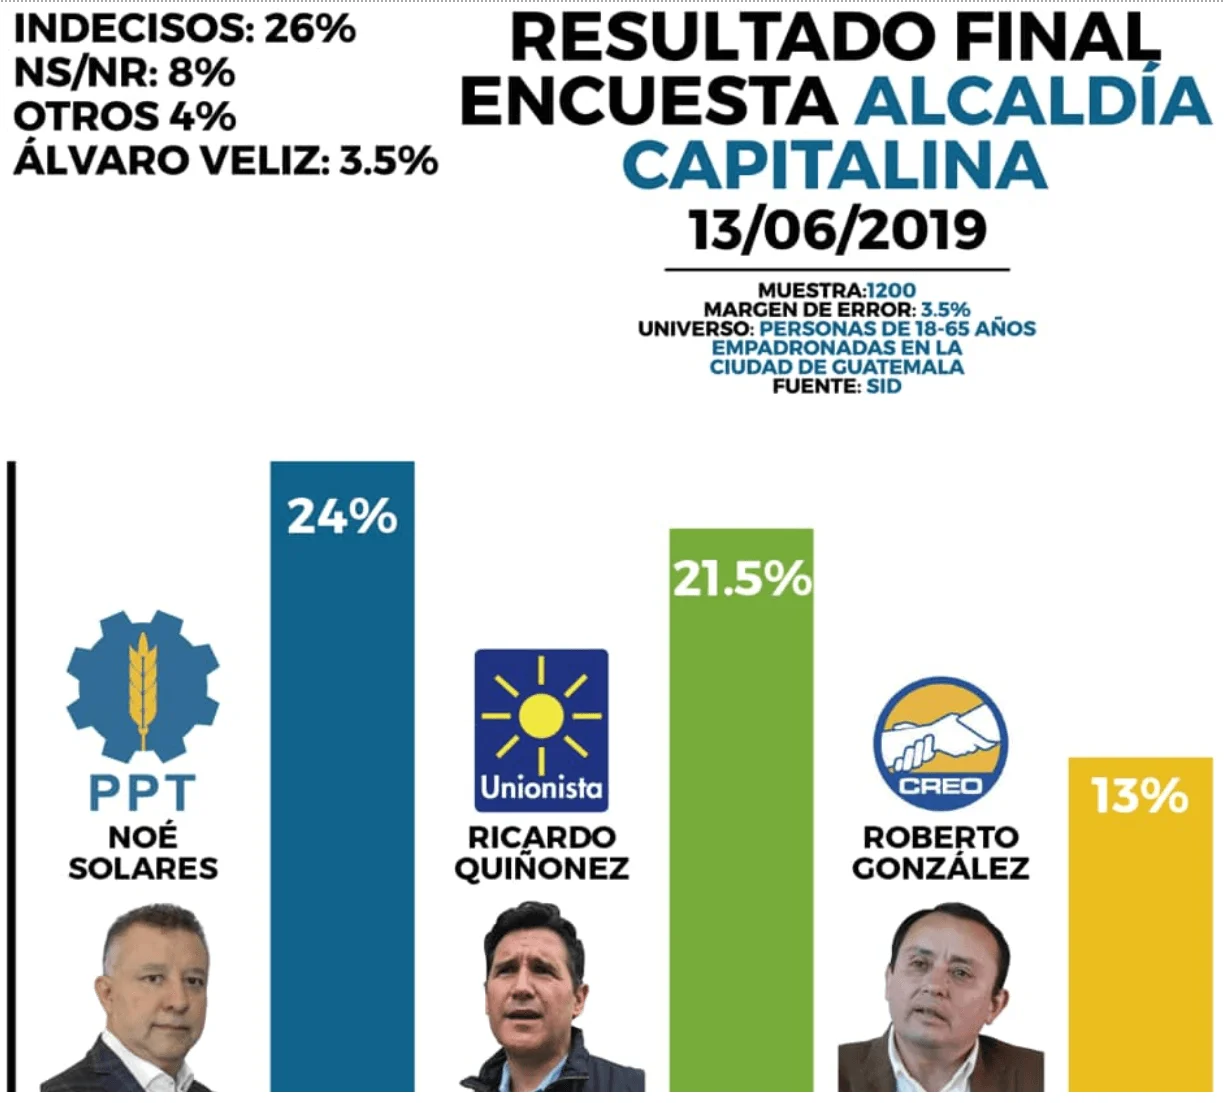 INDECISOS: 26%
NS/NR: 8%
OTROS 4%
ÁLVARO VELIZ: 3.5%
RESULTADO FINAL
ENCUESTA ALCALDÍA
CAPITALINA
13/06/2019
MUESTRA:1200
MARGEN DE ERROR: 3.5%
UNIVERSO: PERSONAS DE 18-65 AÑOS
EMPADRONADAS EN LA
CIUDAD DE GUATEMALA
FUENTE: SID
24%
PPT
NOÉ
SOLARES
21.5%
Unionista
RICARDO
QUIÑONEZ
13%
CREO
ROBERTO
GONZÁLEZ